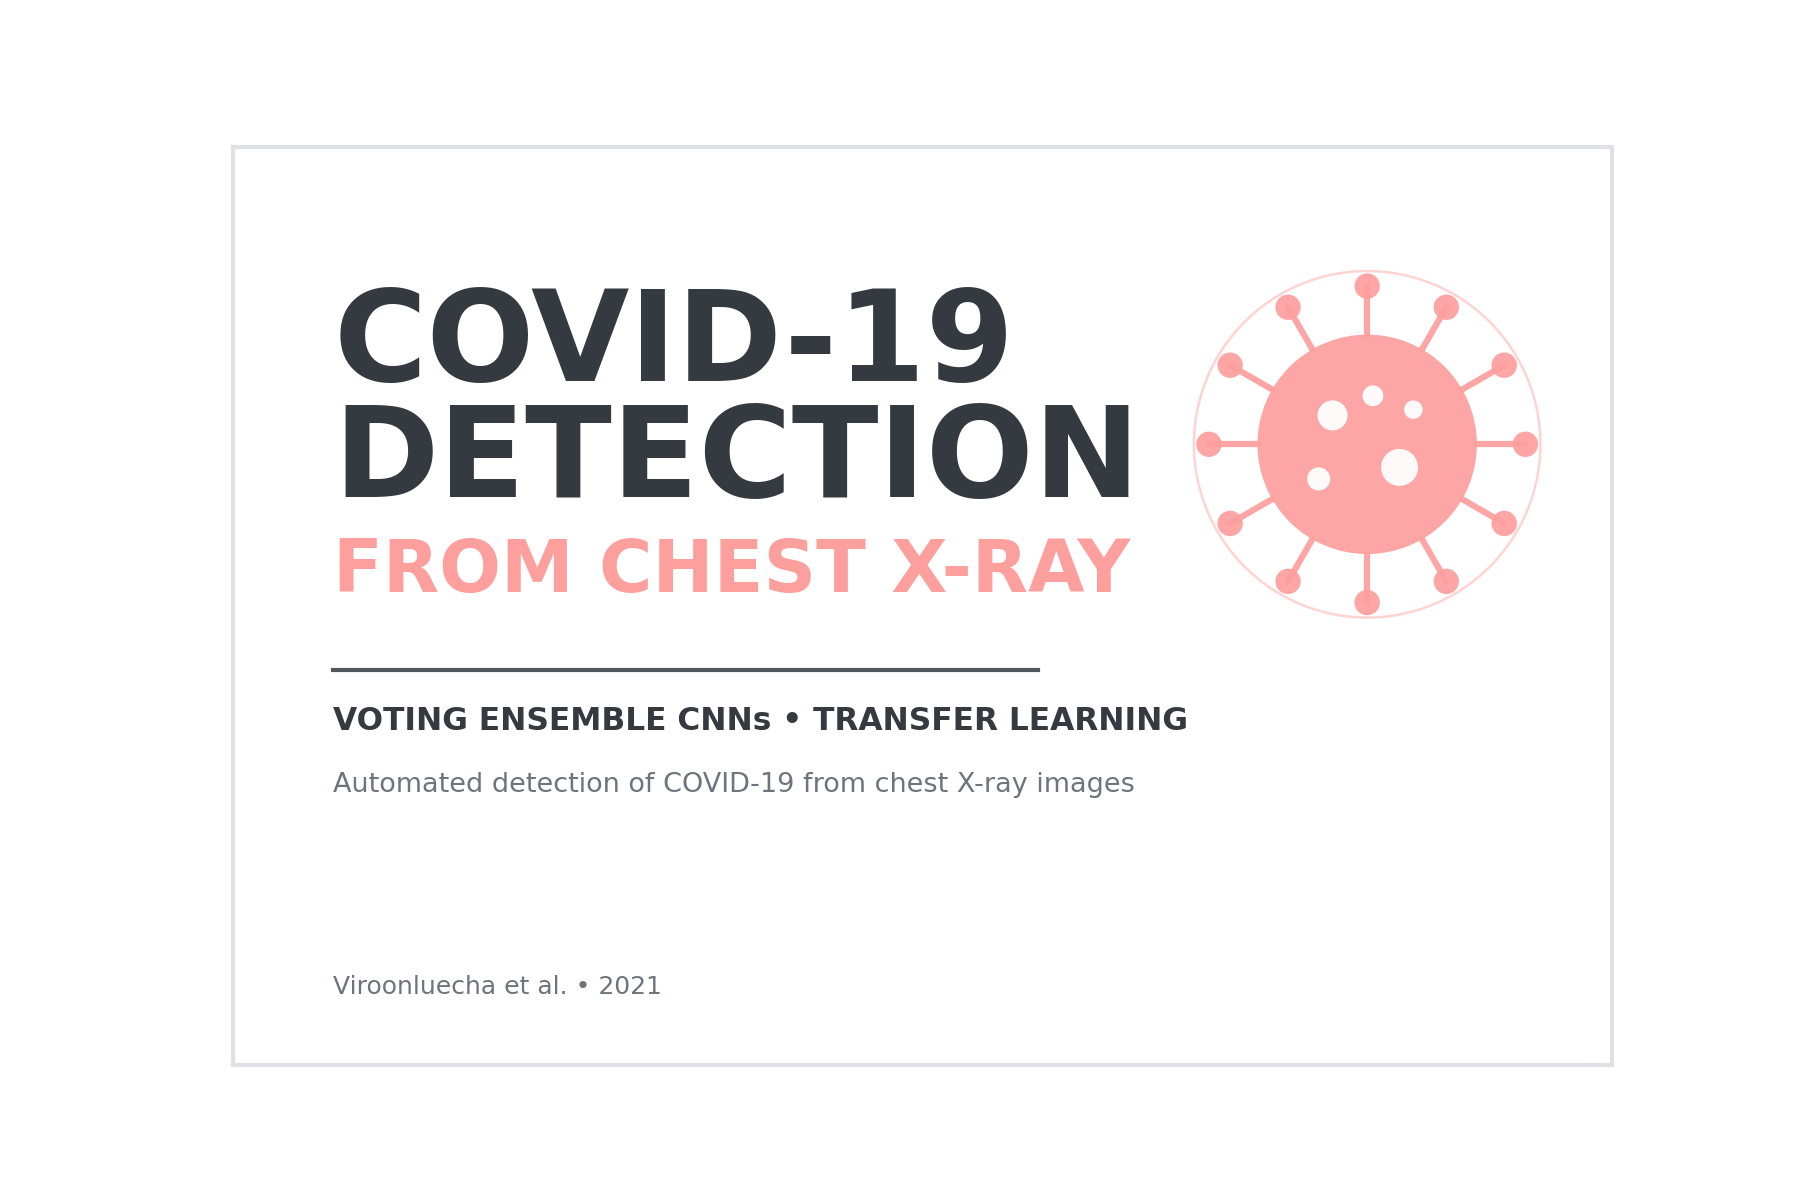 COVID-19
DETECTION
FROM CHEST X-RAY
VOTING ENSEMBLE CNNs • TRANSFER LEARNING
Automated detection of COVID-19 from chest X-ray images
Viroonluecha et al. • 2021